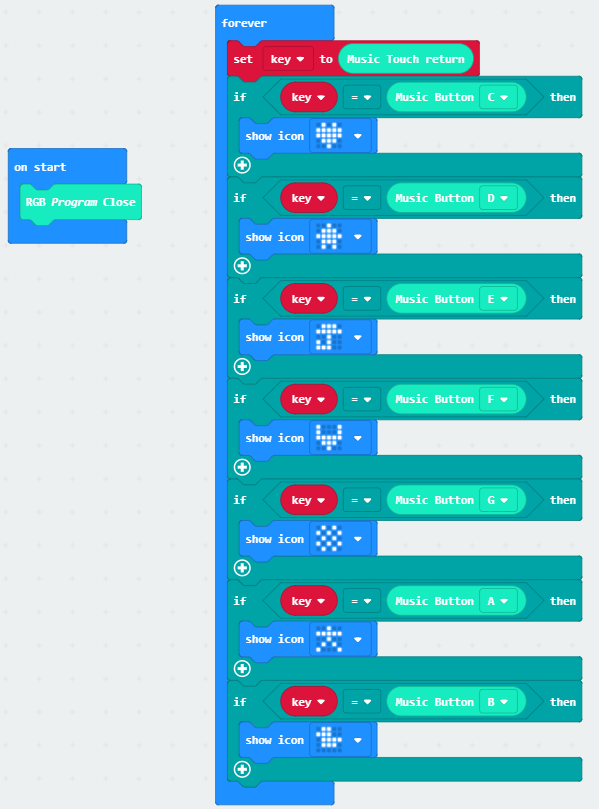 forever
set key to Music Touch return
if key = Music Button C then
show icon
if key = Music Button D then
show icon
if key = Music Button E then
show icon
if key = Music Button F then
show icon
if key = Music Button G then
show icon
if key = Music Button A then
show icon
if key = Music Button B then
show icon
on start
RGB Program Close